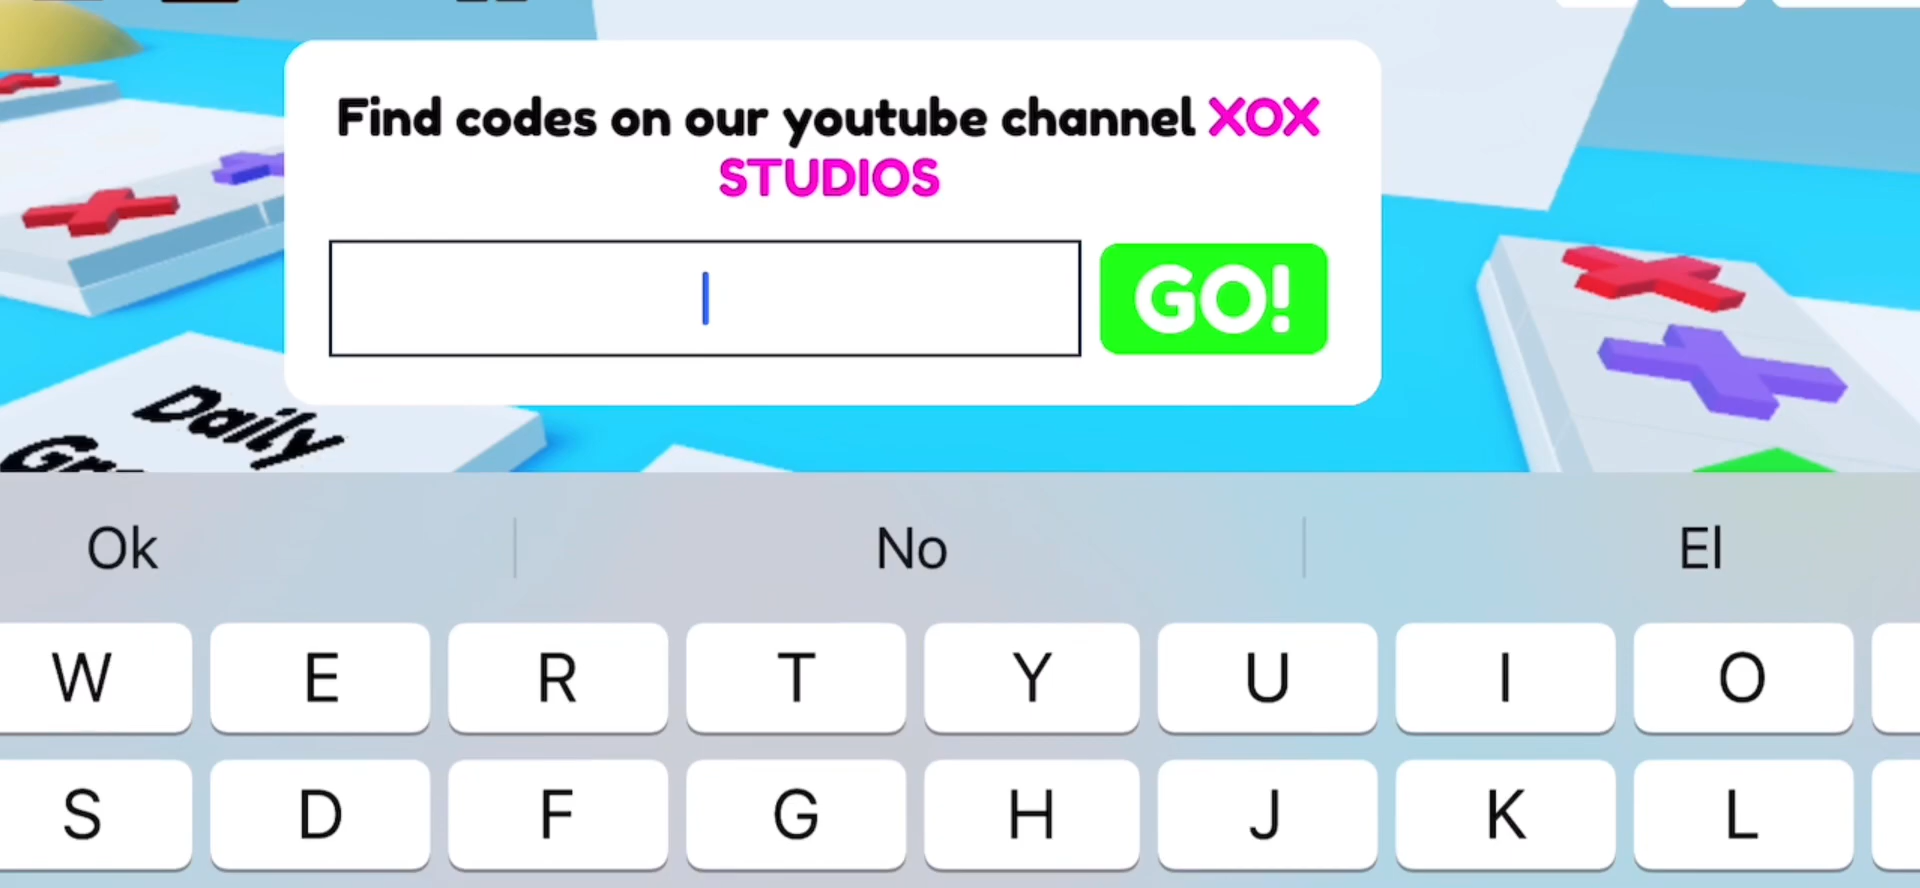 Find codes on our youtube channel XOX
STUDIOS
GO!
Daily
Ok No El
W E R T Y U I O
S D F G H J K L